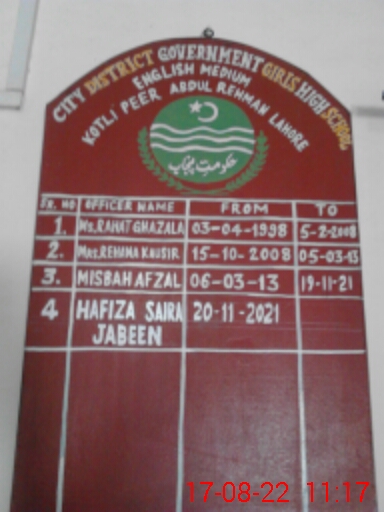 CITY DISTRICT GOVERNMENT GIRLS HIGH SCHOOL
ENGLISH MEDIUM
KOTLI PEER ABDUL REHMAN LAHORE
حکومتِ پنجاب
SR. NO OFFICER NAME FROM TO
1. Ms. RAHAT GHAZALA 03-04-1998 5-2-2008
2. Mrs. REHANA KOUSIR 15-10-2008 05-03-13
3. MISBAH AFZAL 06-03-13 19-11-21
4 HAFIZA SAIRA 20-11-2021
JABEEN
17-08-22 11:17